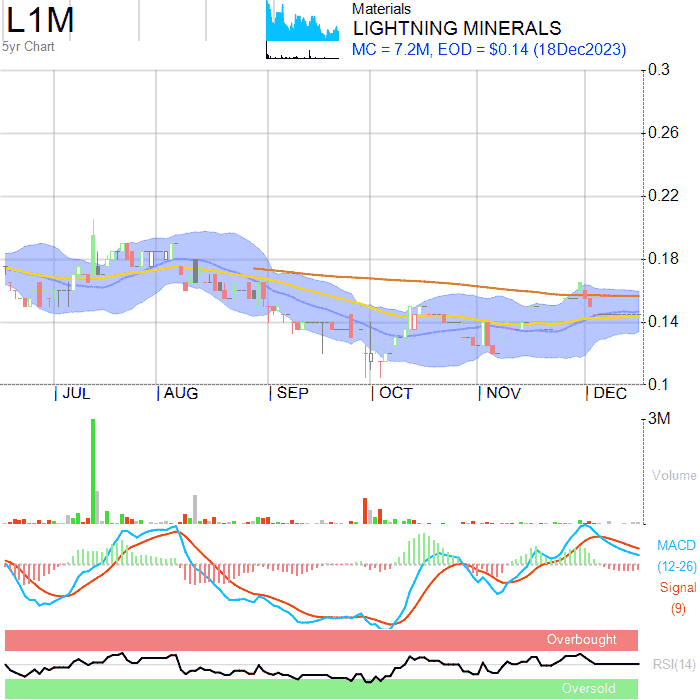 L1M
5yr Chart
Materials
LIGHTNING MINERALS
MC = 7.2M, EOD = $0.14 (18Dec2023)
0.3
0.26
0.22
0.18
0.14
0.1
JUL AUG SEP OCT NOV DEC
3M
Volume
MACD
(12-26)
Signal
(9)
Overbought
RSI(14)
Oversold